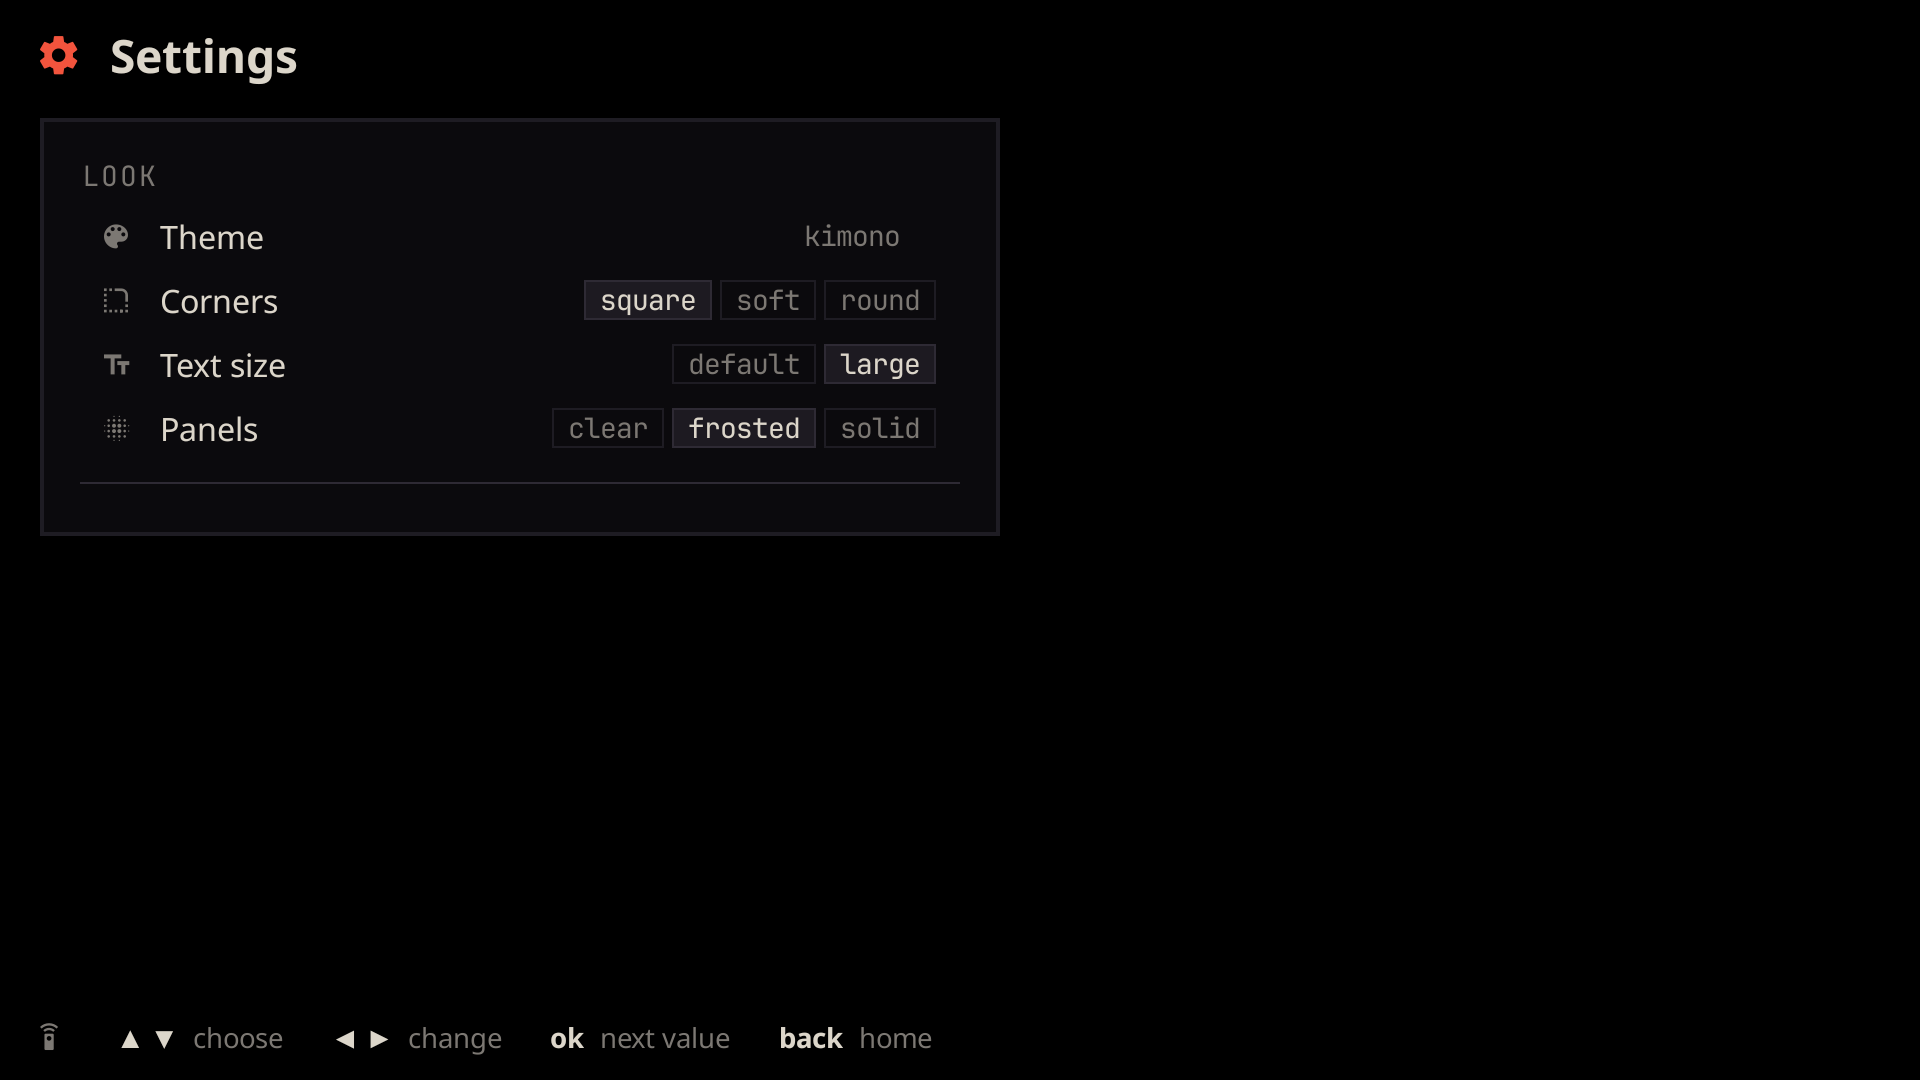 Settings
LOOK
Theme kimono
Corners square soft round
Text size default large
Panels clear frosted solid
▲ ▼ choose ◀ ▶ change ok next value back home